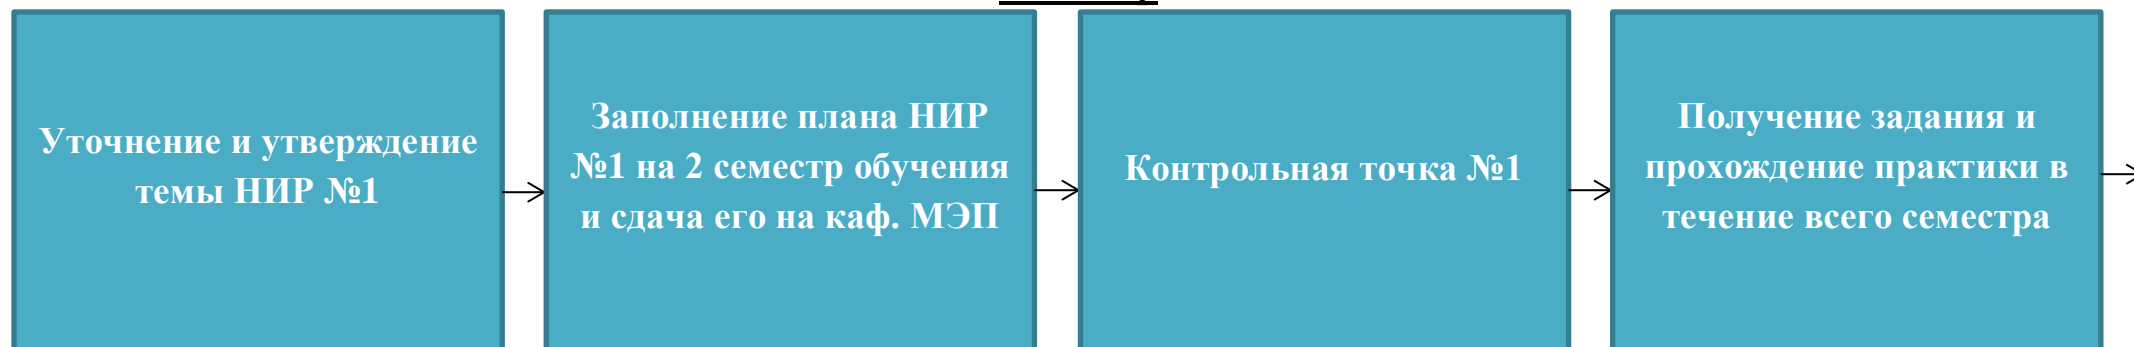 Уточнение и утверждение
темы НИР №1
Заполнение плана НИР
№1 на 2 семестр обучения
и сдача его на каф. МЭП
Контрольная точка №1
Получение задания и
прохождение практики в
течение всего семестра